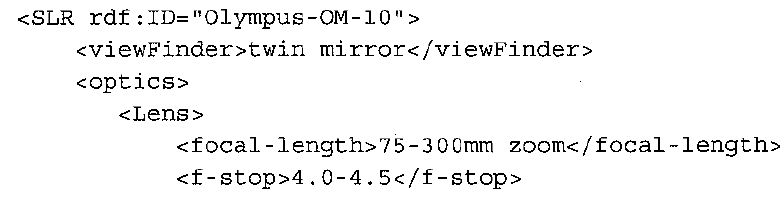 <SLR rdf:ID="Olympus-OM-10">
<viewFinder>twin mirror</viewFinder>
<optics>
<Lens>
<focal-length>75-300mm zoom</focal-length>
<f-stop>4.0-4.5</f-stop>